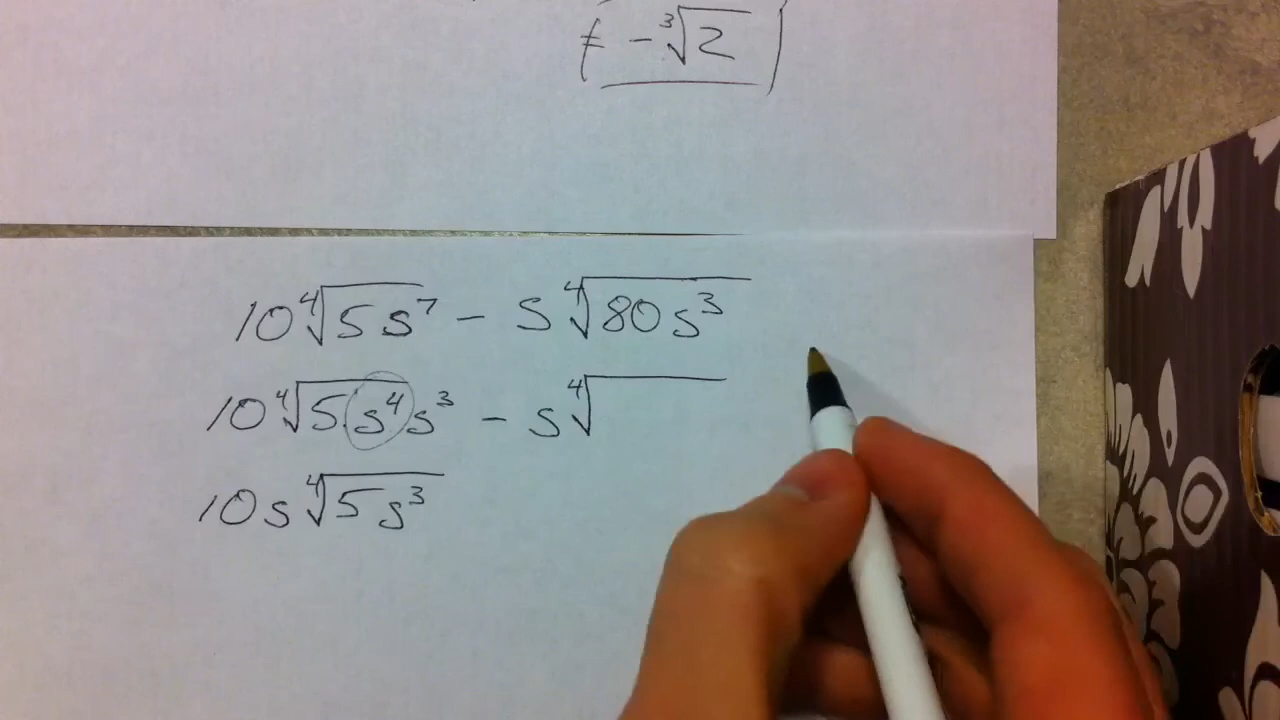 = -∛2
10∜5s⁷ - s∜80s³
10∜5s⁴s³ - s∜
10s∜5s³